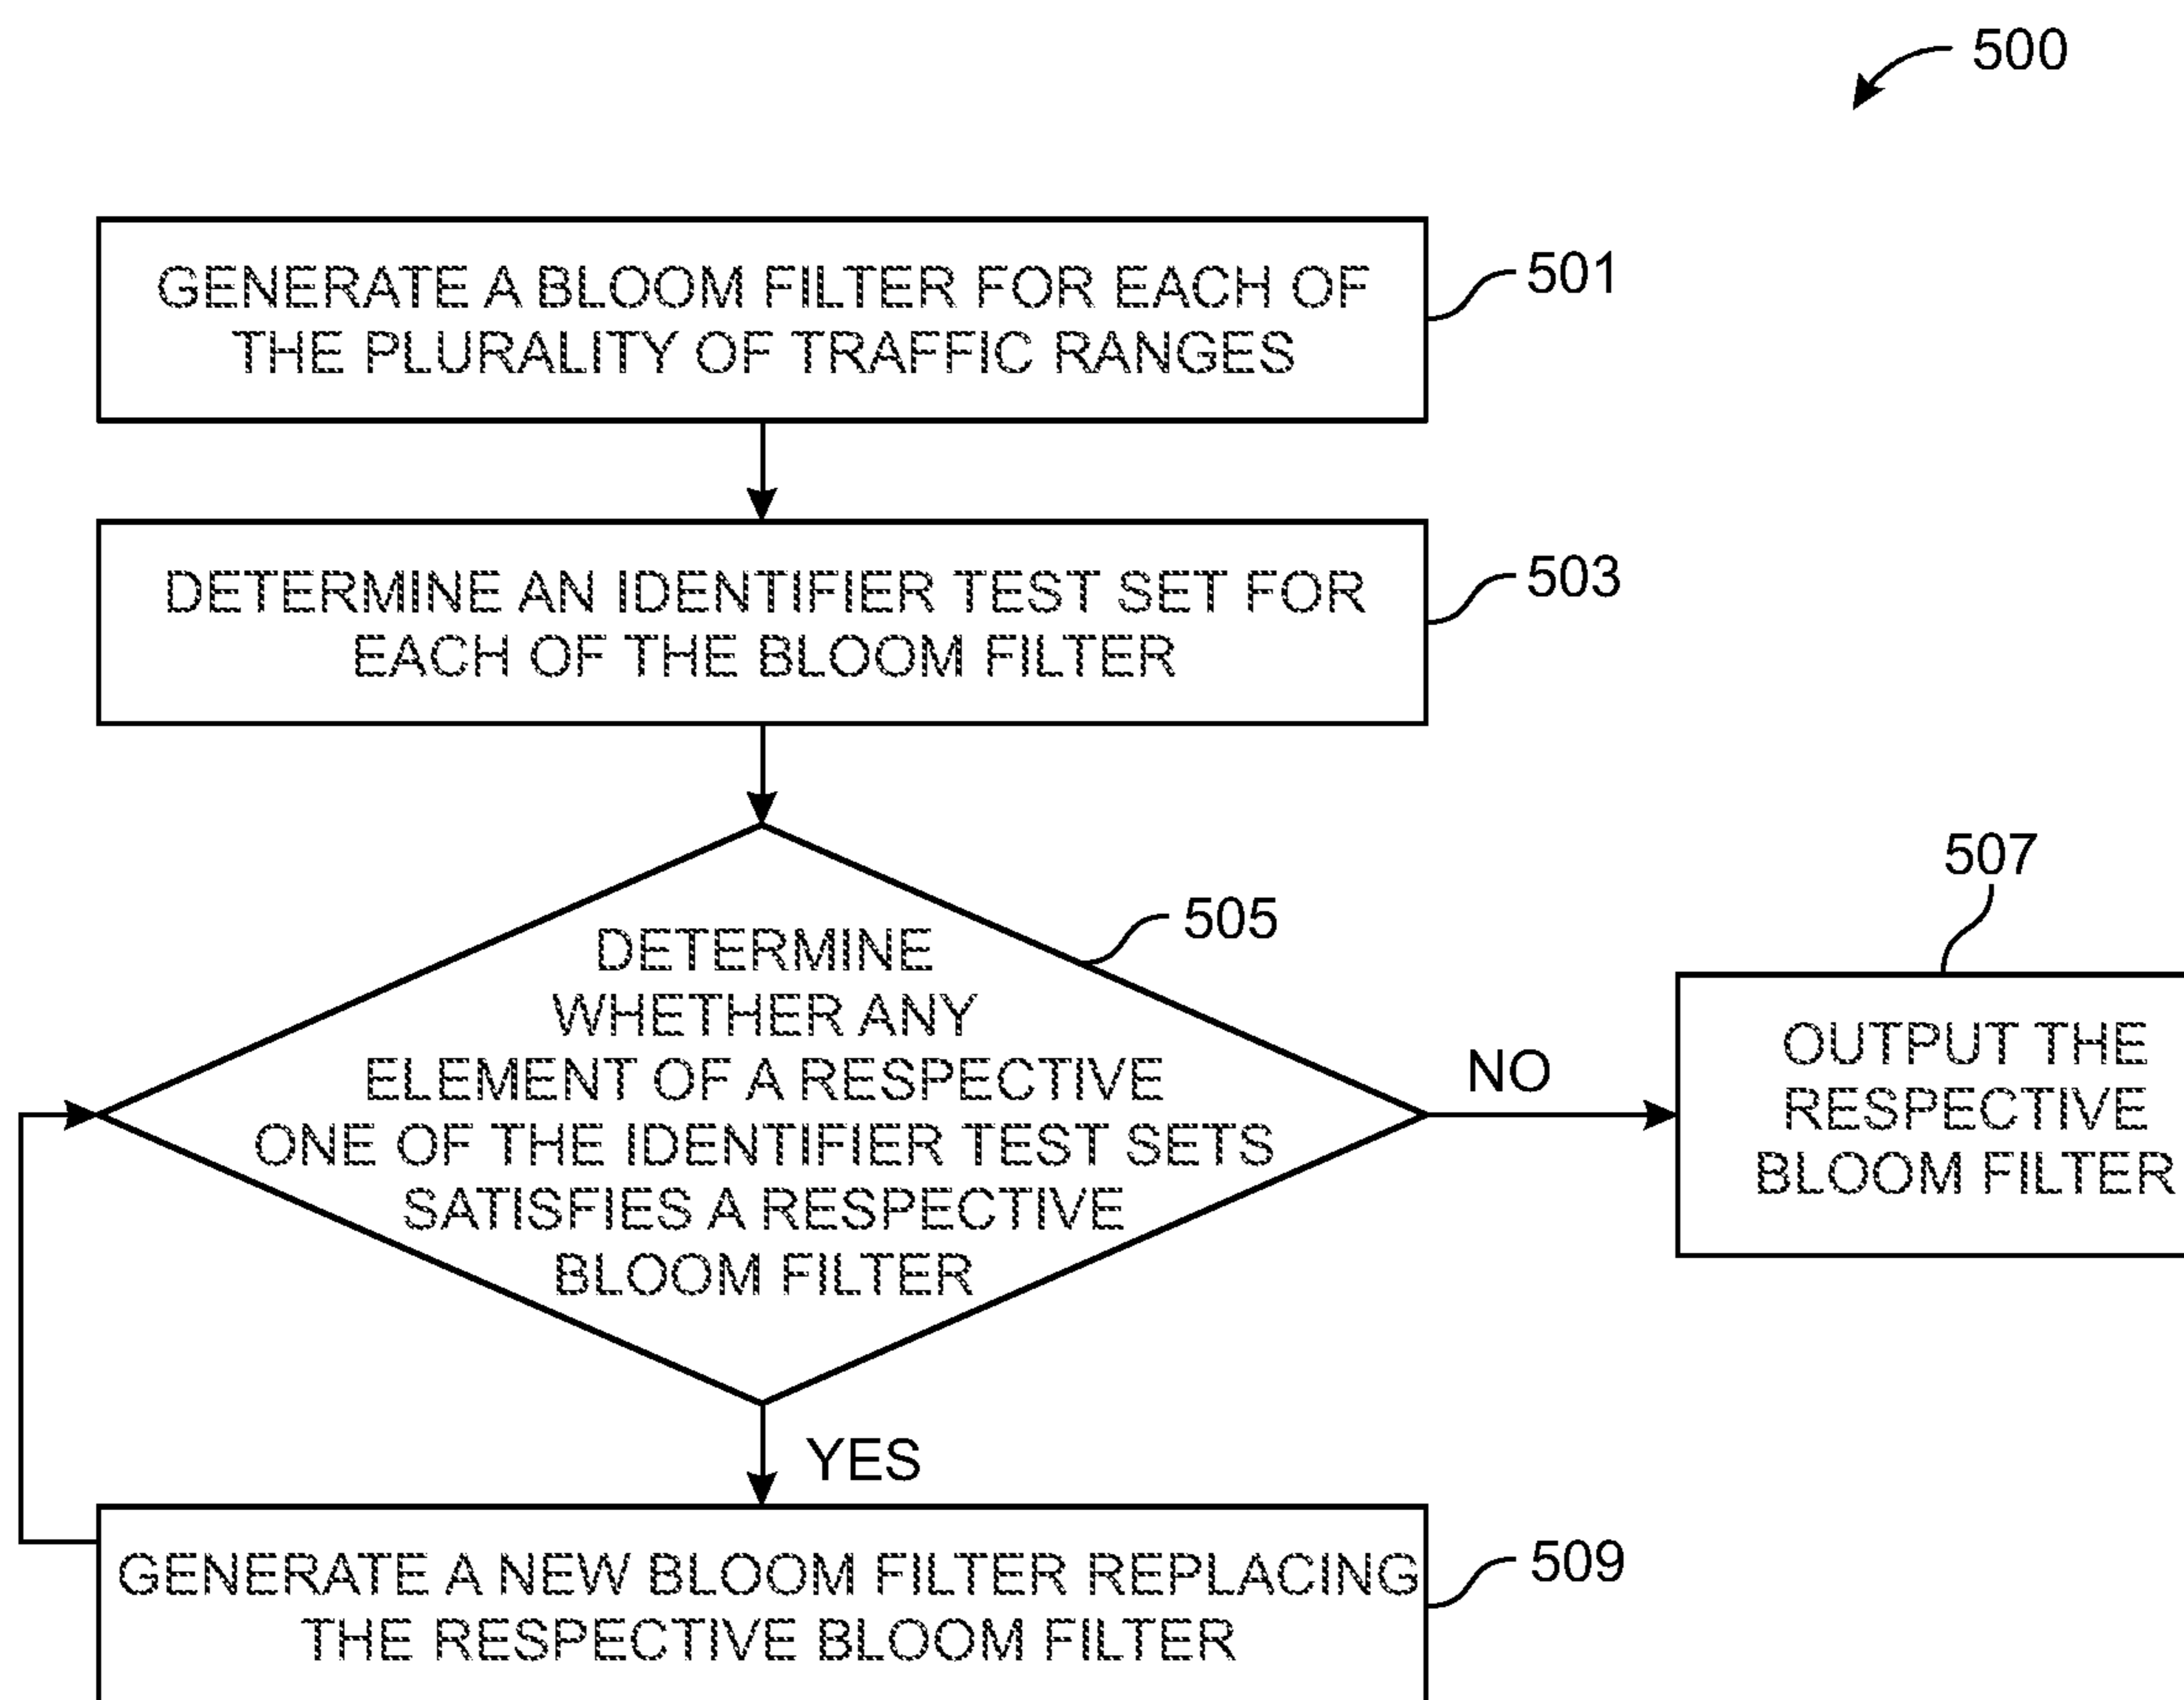 500
GENERATE A BLOOM FILTER FOR EACH OF
THE PLURALITY OF TRAFFIC RANGES
501
DETERMINE AN IDENTIFIER TEST SET FOR
EACH OF THE BLOOM FILTER
503
DETERMINE
WHETHER ANY
ELEMENT OF A RESPECTIVE
ONE OF THE IDENTIFIER TEST SETS
SATISFIES A RESPECTIVE
BLOOM FILTER
505
NO
507
OUTPUT THE
RESPECTIVE
BLOOM FILTER
YES
GENERATE A NEW BLOOM FILTER REPLACING
THE RESPECTIVE BLOOM FILTER
509